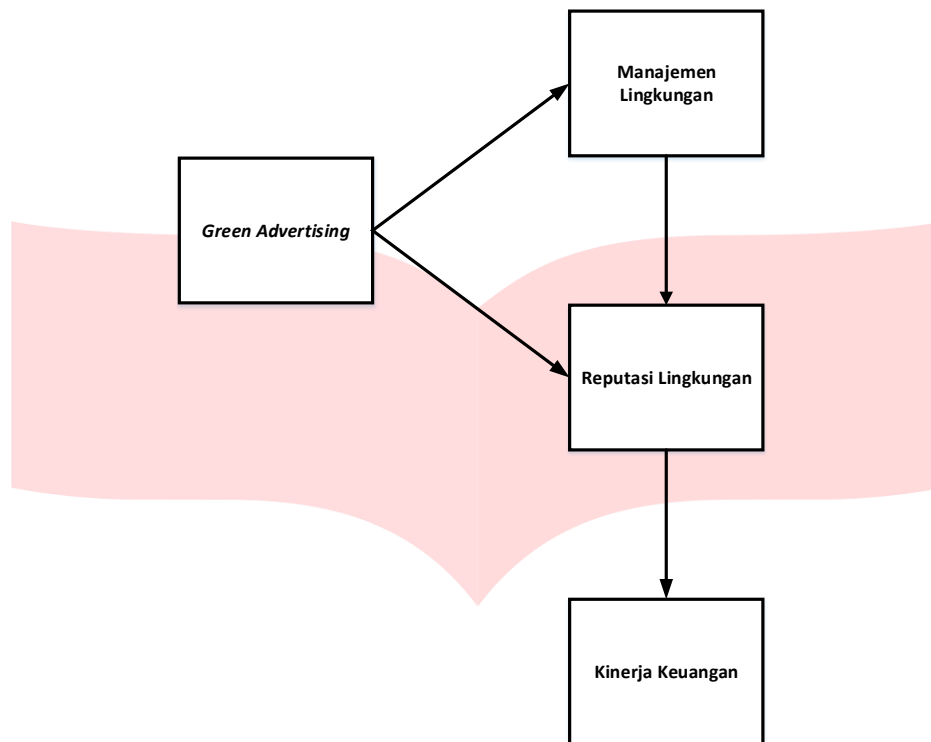 Manajemen
Lingkungan
Green Advertising
Reputasi Lingkungan
Kinerja Keuangan